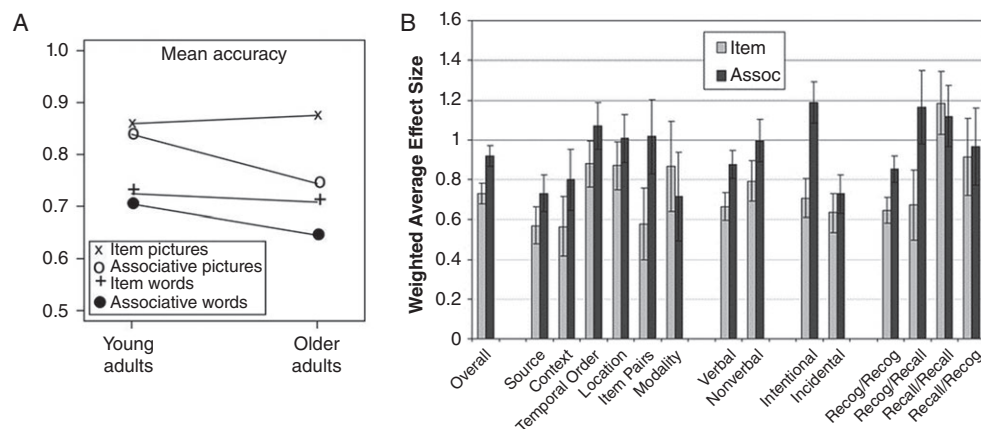 A
Mean accuracy
1.0
0.9
0.8
0.7
0.6
0.5
x Item pictures
o Associative pictures
+ Item words
● Associative words
Young
adults
Older
adults
B
Weighted Average Effect Size
1.6
1.4
1.2
1
0.8
0.6
0.4
0.2
0
Item
Assoc
Overall
Source
Context
Temporal Order
Location
Item Pairs
Modality
Verbal
Nonverbal
Intentional
Incidental
Recog/Recog
Recog/Recall
Recall/Recall
Recall/Recog